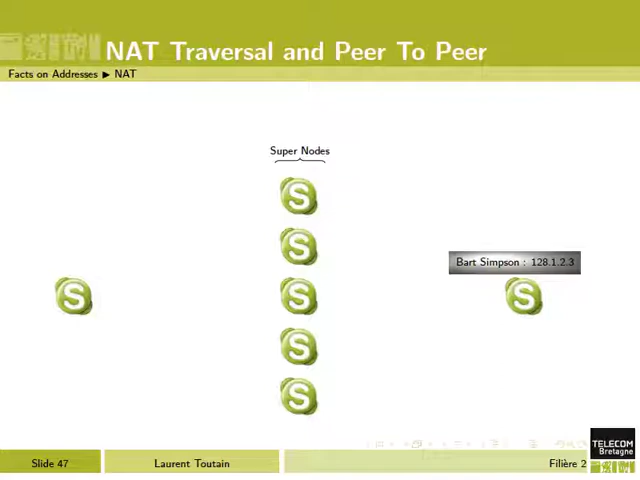 NAT Traversal and Peer To Peer
Facts on Addresses ▶ NAT
Super Nodes
S
S
S
Bart Simpson : 128.1.2.3
S
S
S
S
TELECOM
Bretagne
Slide 47
Laurent Toutain
Filière 2